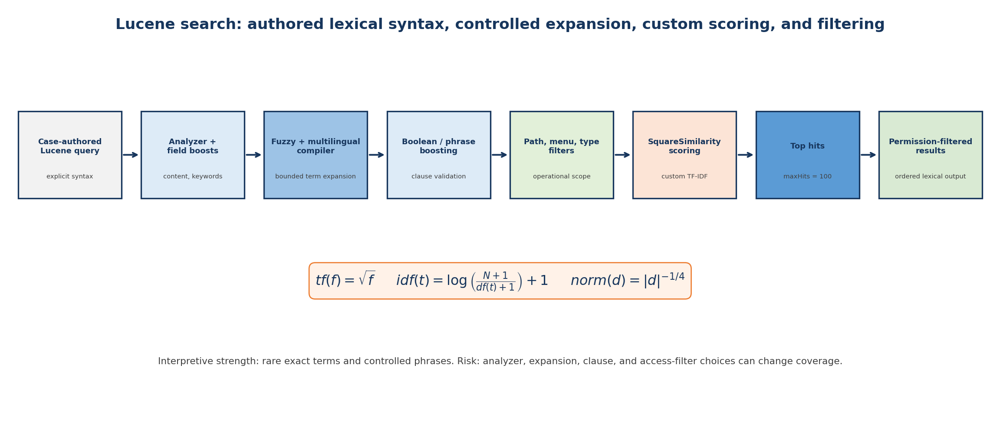 Lucene search: authored lexical syntax, controlled expansion, custom scoring, and filtering
Case-authored
Lucene query
explicit syntax
Analyzer +
field boosts
content, keywords
Fuzzy + multilingual
compiler
bounded term expansion
Boolean / phrase
boosting
clause validation
Path, menu, type
filters
operational scope
SquareSimilarity
scoring
custom TF-IDF
Top hits
maxHits = 100
Permission-filtered
results
ordered lexical output
tf(f) = √f  idf(t) = log((N+1)/(df(t)+1)) + 1  norm(d) = |d|^{-1/4}
Interpretive strength: rare exact terms and controlled phrases. Risk: analyzer, expansion, clause, and access-filter choices can change coverage.